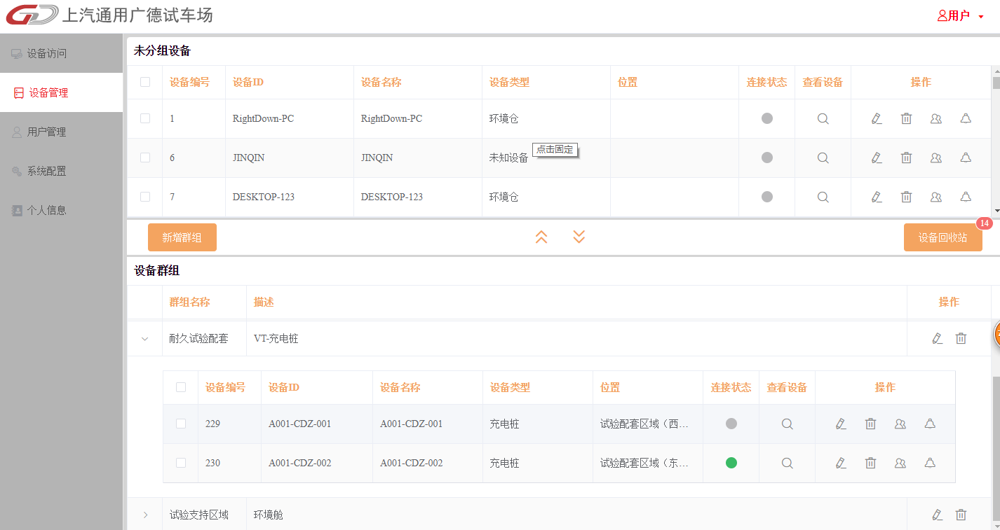 上汽通用广德试车场
用户
设备访问
设备管理
用户管理
系统配置
个人信息
未分组设备
设备编号 设备ID 设备名称 设备类型 位置 连接状态 查看设备 操作
1 RightDown-PC RightDown-PC 环境仓
6 JINQIN JINQIN 未知设备
点击固定
7 DESKTOP-123 DESKTOP-123 环境仓
新增群组 设备回收站 14
设备群组
群组名称 描述 操作
耐久试验配套 VT-充电桩
设备编号 设备ID 设备名称 设备类型 位置 连接状态 查看设备 操作
229 A001-CDZ-001 A001-CDZ-001 充电桩 试验配套区域（西…
230 A001-CDZ-002 A001-CDZ-002 充电桩 试验配套区域（东…
试验支持区域 环境舱